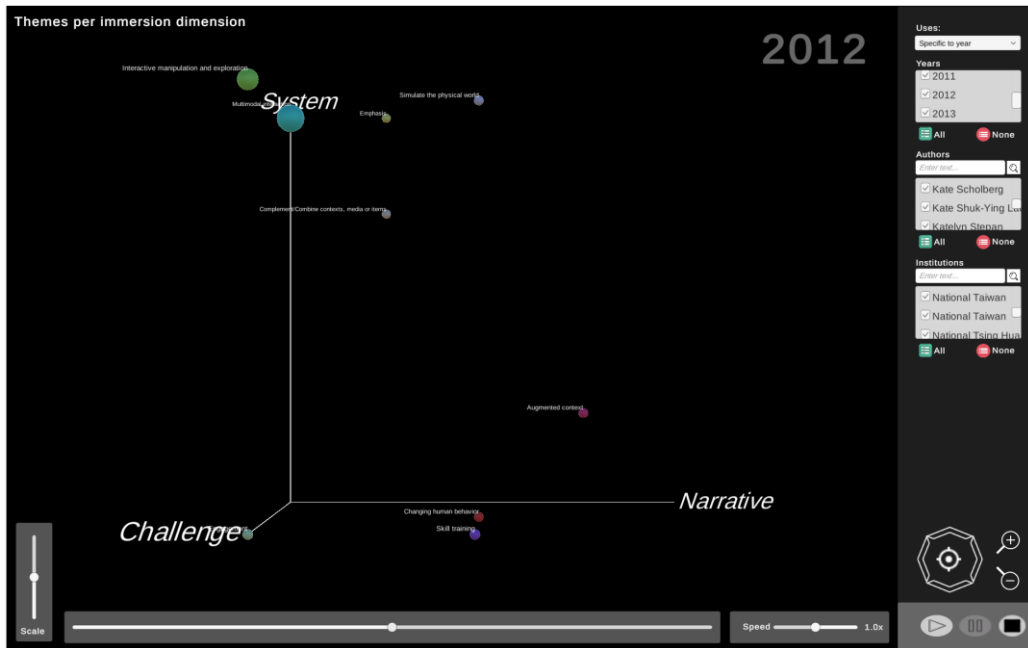 Themes per immersion dimension
2012
Interactive manipulation and exploration
System
Simulate the physical world
Emphasis
Complement/Combine contexts, media or items
Augmented context
Narrative
Changing human behavior
Skill training
Challenge
Scale
Speed
1.0x
Uses:
Specific to year
Years
2011
2012
2013
All
None
Authors
Enter text...
Kate Scholberg
Kate Shuk-Ying
Katelyn Stepan
All
None
Institutions
Enter text...
National Taiwan
National Taiwan
National Tsing Hua
All
None